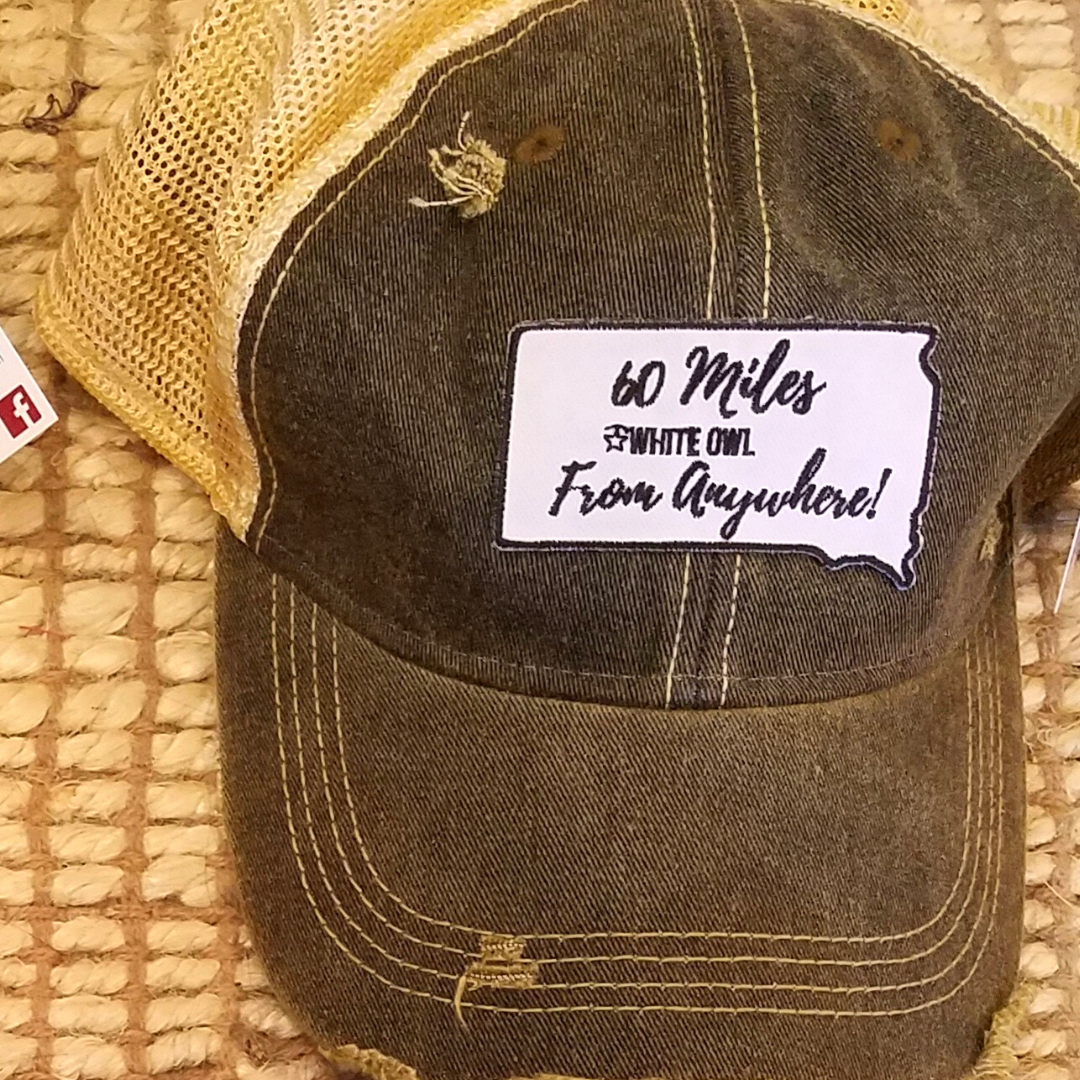 60 Miles
☆WHITE OWL
From Anywhere!
f